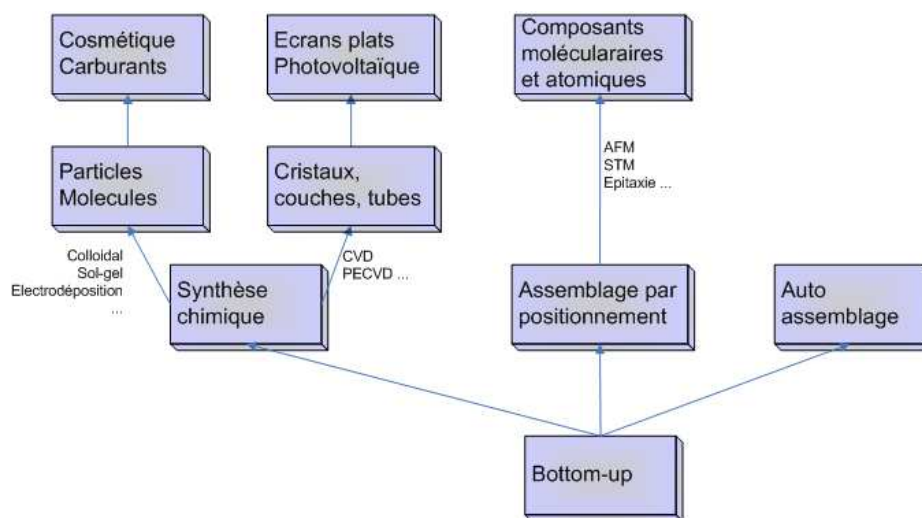 Cosmétique
Carburants
Ecrans plats
Photovoltaïque
Composants
molécularaires
et atomiques
Particles
Molecules
Cristaux,
couches, tubes
AFM
STM
Epitaxie ...
Colloidal
Sol-gel
Electrodéposition
...
CVD
PECVD ...
Synthèse
chimique
Assemblage par
positionnement
Auto
assemblage
Bottom-up